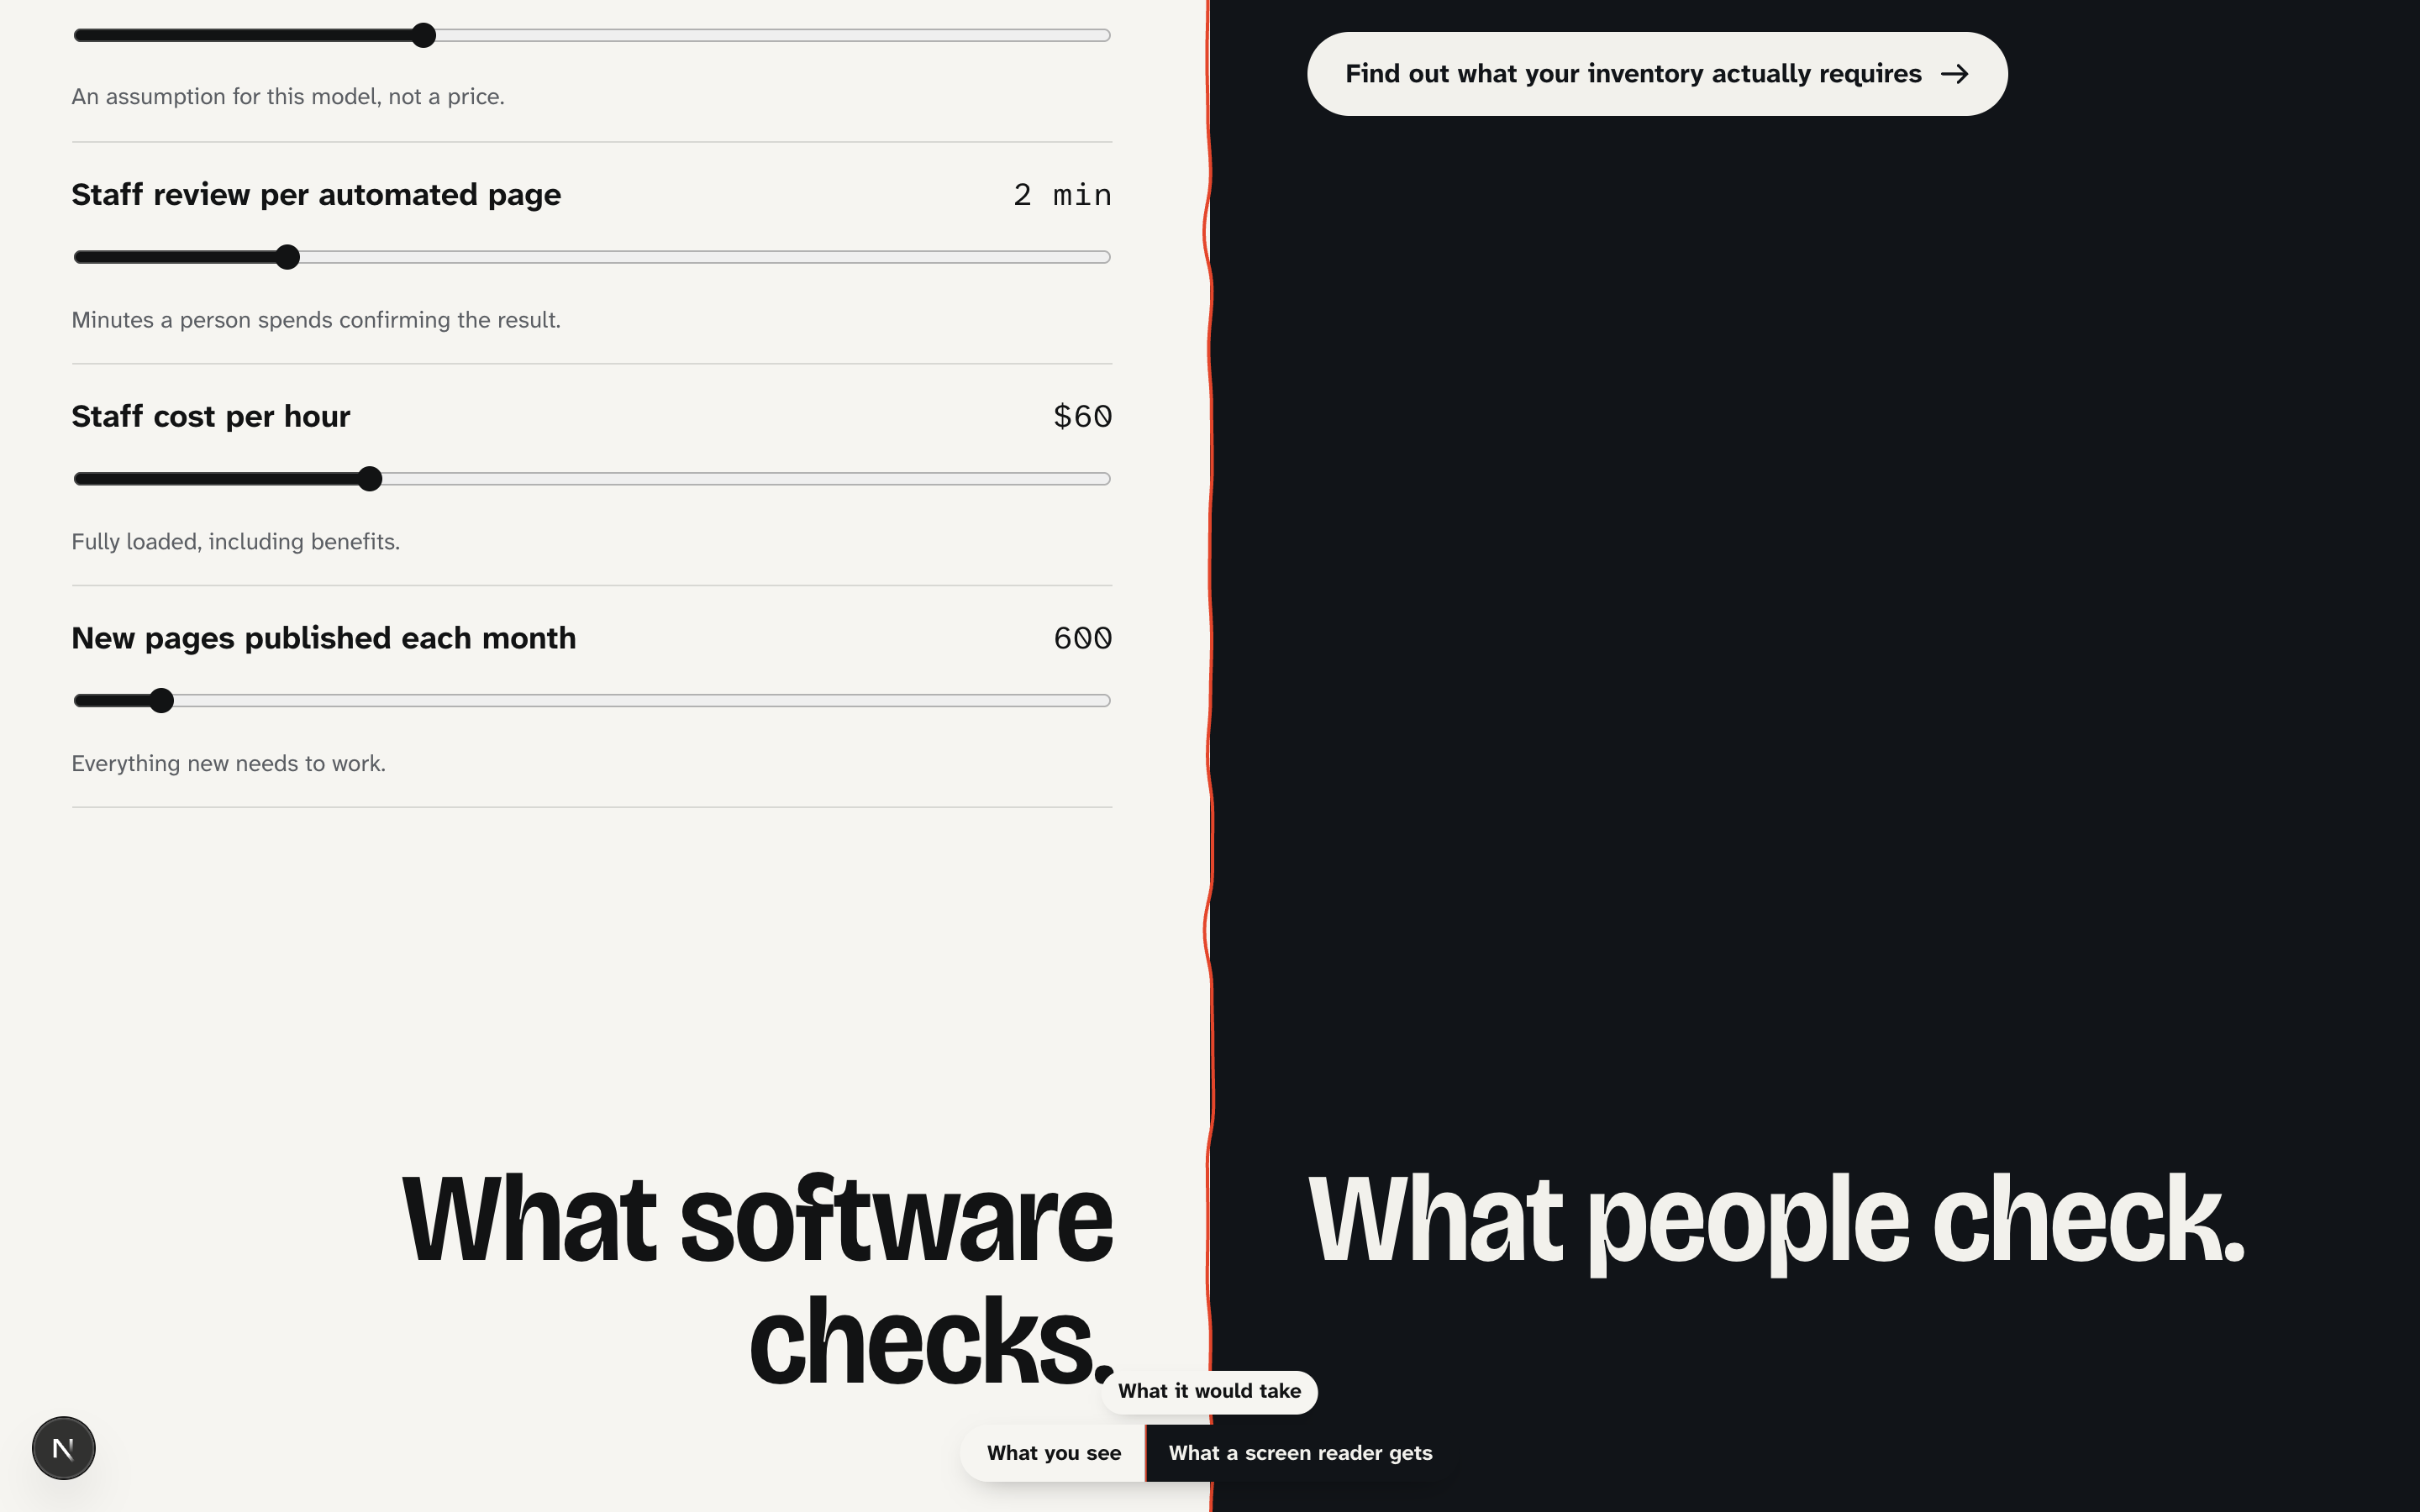 An assumption for this model, not a price.
Staff review per automated page
2 min
Minutes a person spends confirming the result.
Staff cost per hour
$60
Fully loaded, including benefits.
New pages published each month
600
Everything new needs to work.
Find out what your inventory actually requires →
What software
checks.
What people check.
What it would take
What you see
What a screen reader gets
N